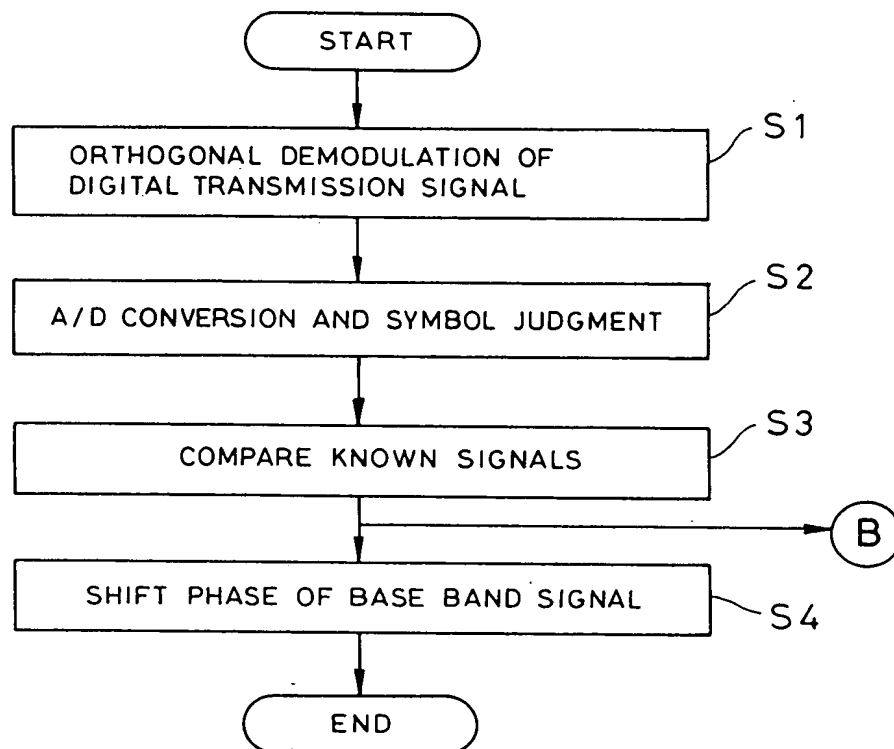 START
S1
ORTHOGONAL DEMODULATION OF
DIGITAL TRANSMISSION SIGNAL
S2
A/D CONVERSION AND SYMBOL JUDGMENT
S3
COMPARE KNOWN SIGNALS
B
SHIFT PHASE OF BASE BAND SIGNAL
S4
END